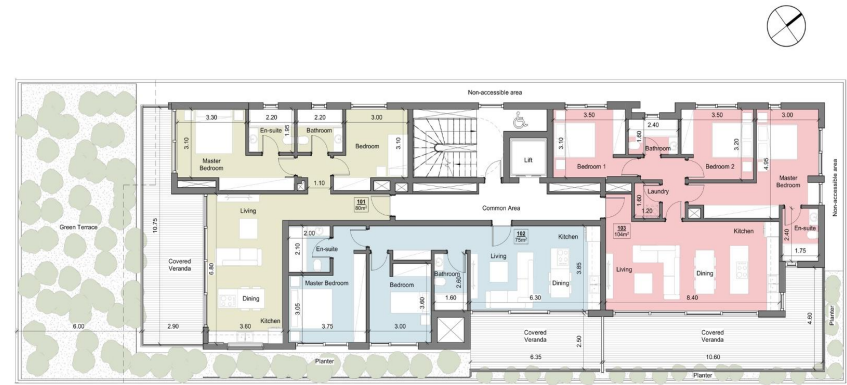 Non-accessible area
3.30
2.20
2.20
3.00
3.50
2.40
3.50
3.00
En-suite
1.95
Bathroom
Bedroom
3.10
3.10
Master
Bedroom
1.10
Lift
3.10
Bedroom 1
1.60
Bathroom
Bedroom 2
3.20
4.95
Master
Bedroom
Non-accessible area
Laundry
1.60
1.20
Common Area
101
80m²
Living
Green Terrace
10.75
Covered
Veranda
6.80
Dining
Kitchen
6.00
2.90
3.60
2.00
2.10
En-suite
Master Bedroom
3.05
3.75
Bedroom
3.60
3.00
Bathroom
2.60
1.60
102
75m²
Living
Kitchen
3.85
Dining
6.30
103
104m²
Living
Kitchen
Dining
8.40
En-suite
2.40
1.75
Covered
Veranda
2.50
6.35
Covered
Veranda
4.60
10.60
Planter
Planter
Planter